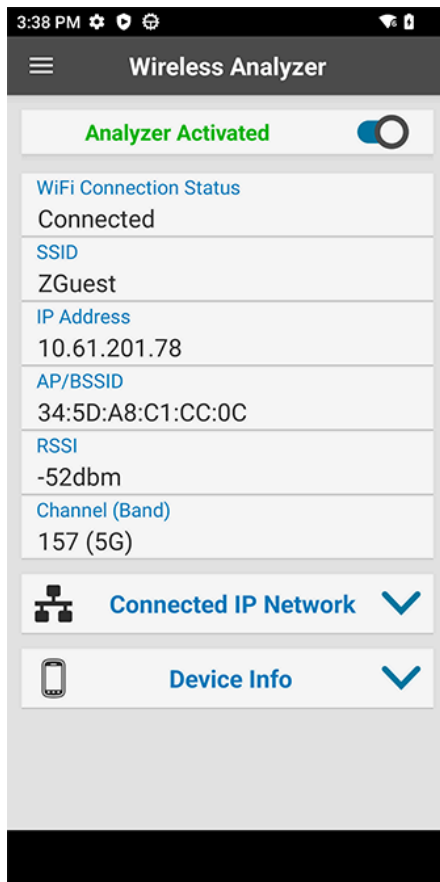 3:38 PM
Wireless Analyzer
Analyzer Activated
WiFi Connection Status
Connected
SSID
ZGuest
IP Address
10.61.201.78
AP/BSSID
34:5D:A8:C1:CC:0C
RSSI
-52dbm
Channel (Band)
157 (5G)
Connected IP Network
Device Info